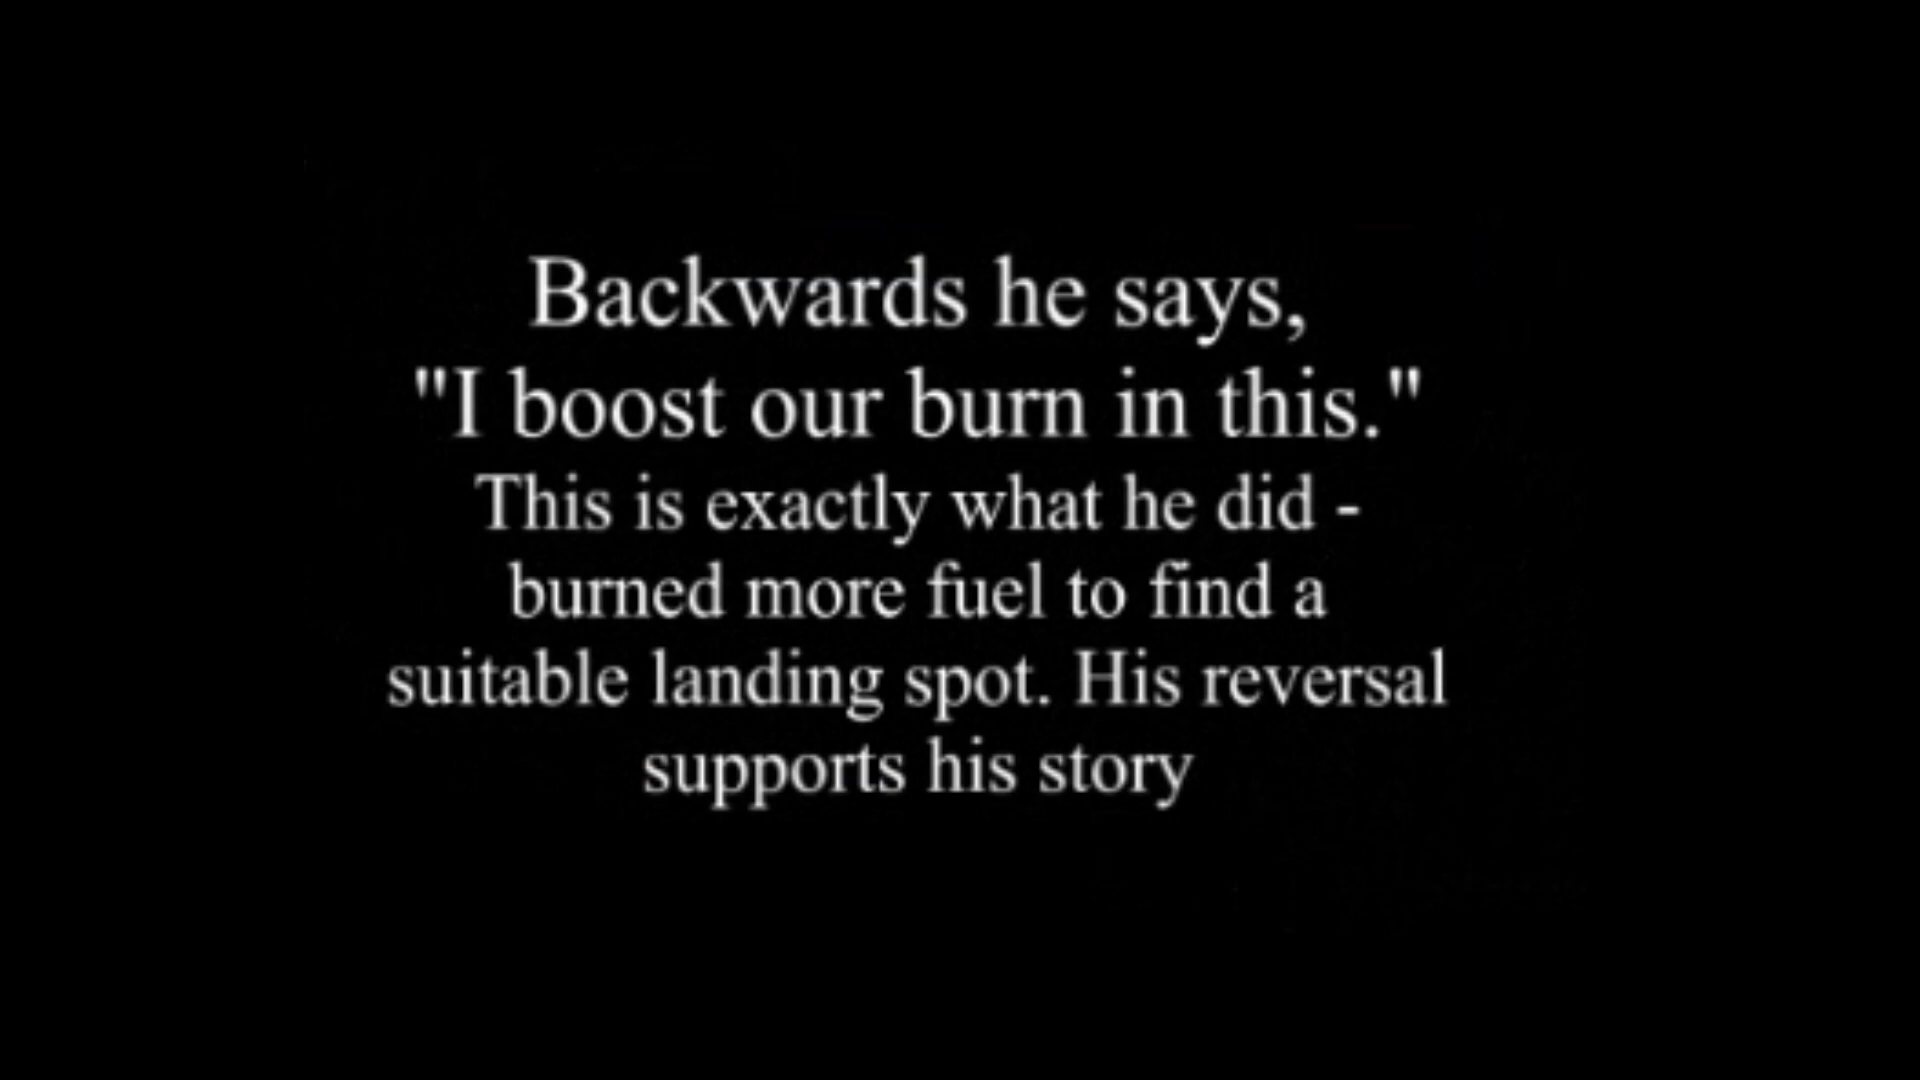 Backwards he says,
"I boost our burn in this."
This is exactly what he did -
burned more fuel to find a
suitable landing spot. His reversal
supports his story